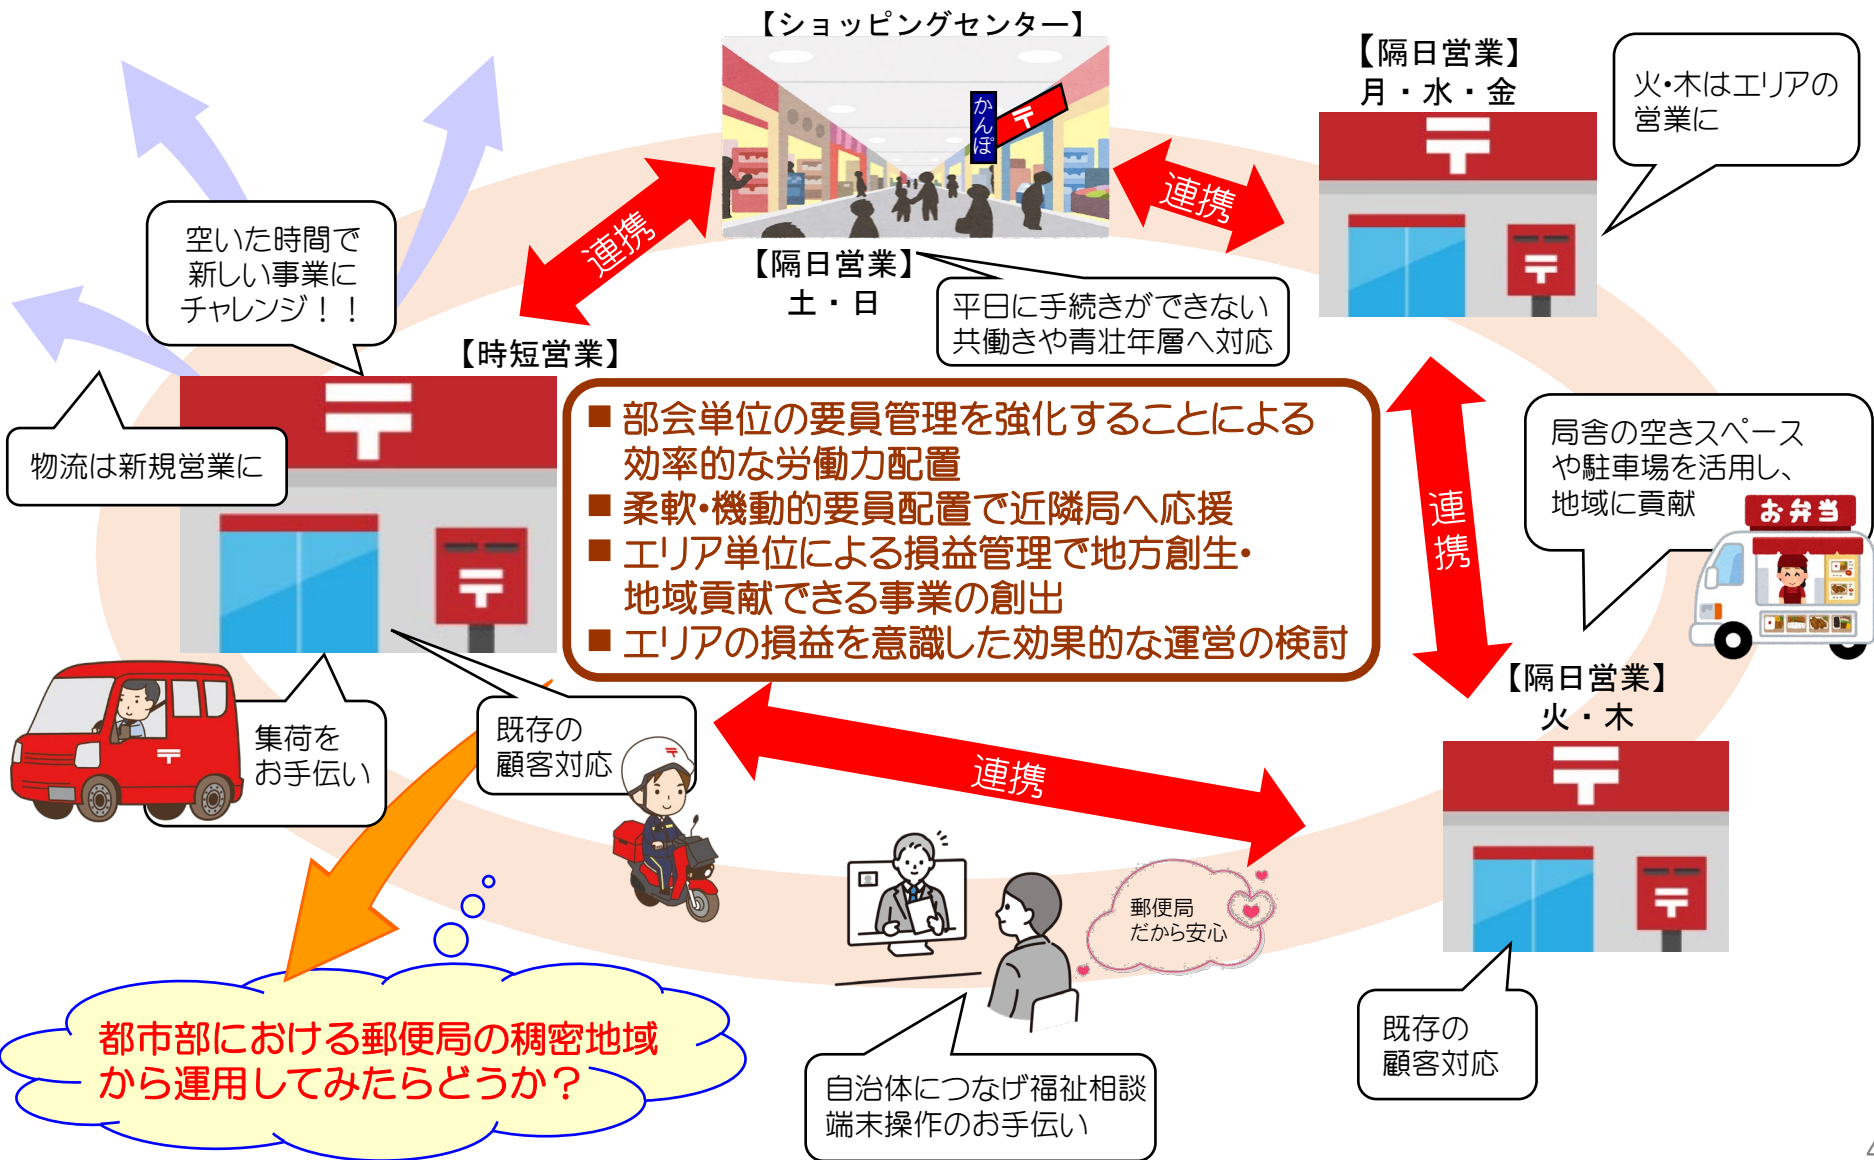 【ショッピングセンター】
かんぽ
〒
【隔日営業】
土・日
平日に手続きができない
共働きや青壮年層へ対応
【隔日営業】
月・水・金
火・木はエリアの
営業に
連携
連携
空いた時間で
新しい事業に
チャレンジ！！
【時短営業】
物流は新規営業に
■ 部会単位の要員管理を強化することによる
効率的な労働力配置
■ 柔軟・機動的要員配置で近隣局へ応援
■ エリア単位による損益管理で地方創生・
地域貢献できる事業の創出
■ エリアの損益を意識した効果的な運営の検討
連携
局舎の空きスペース
や駐車場を活用し、
地域に貢献
お弁当
【隔日営業】
火・木
集荷を
お手伝い
既存の
顧客対応
連携
郵便局
だから安心
都市部における郵便局の稠密地域
から運用してみたらどうか？
自治体につなげ福祉相談
端末操作のお手伝い
既存の
顧客対応